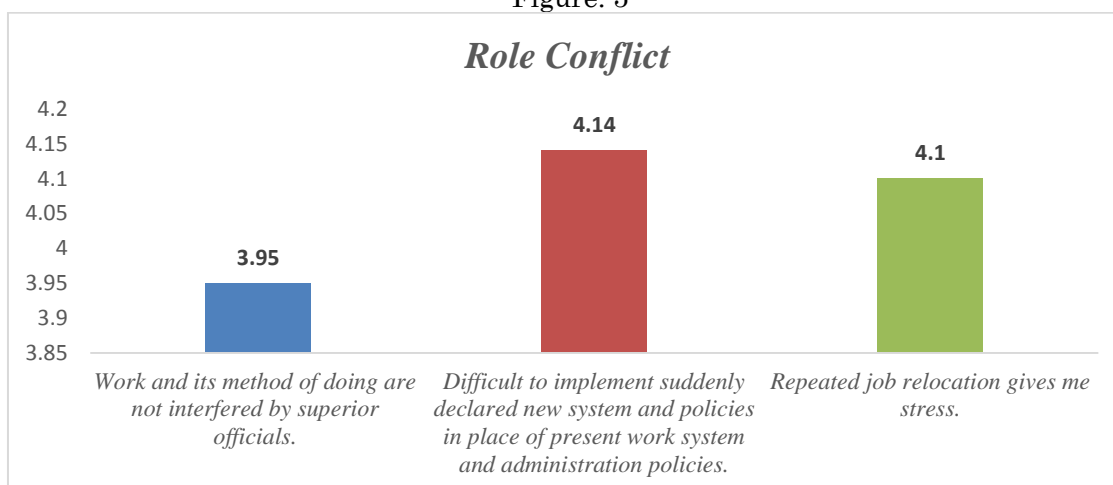 Figure. 3
Role Conflict
4.2
4.15
4.1
4.05
4
3.95
3.9
3.85
3.95
4.14
4.1
Work and its method of doing are
not interfered by superior
officials.
Difficult to implement suddenly
declared new system and policies
in place of present work system
and administration policies.
Repeated job relocation gives me
stress.